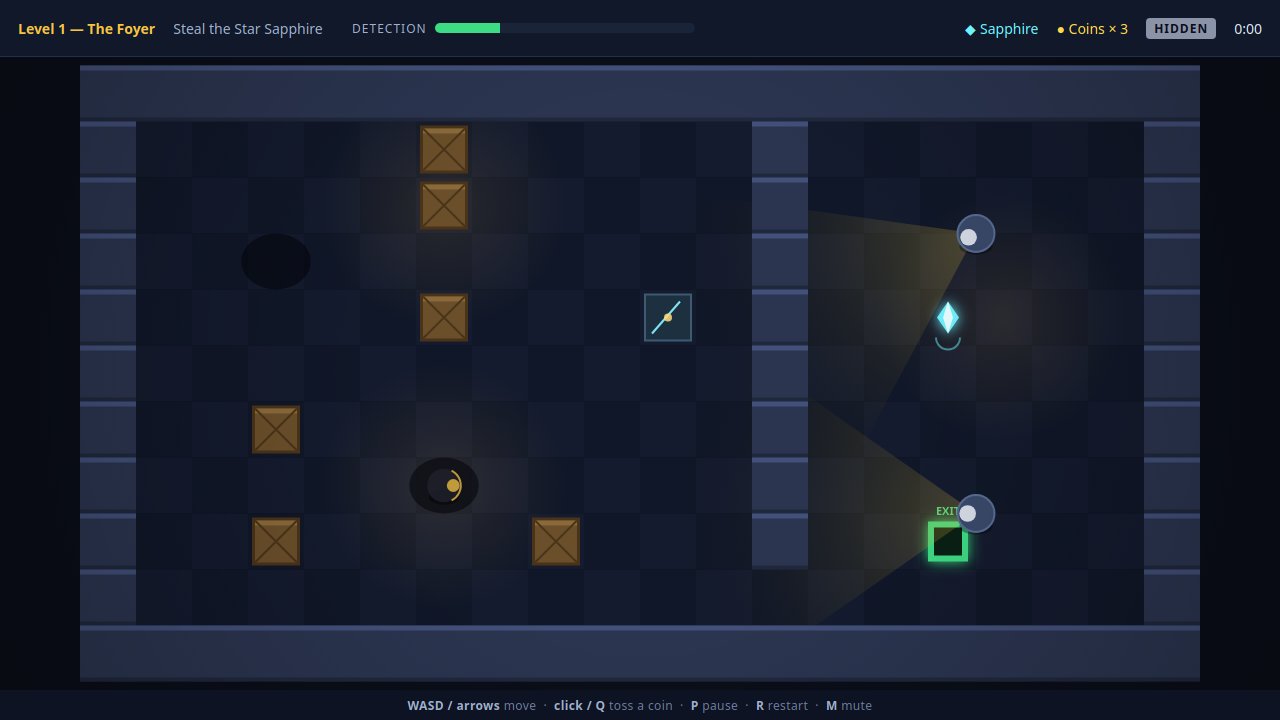 Level 1 — The Foyer Steal the Star Sapphire DETECTION ◆ Sapphire ● Coins × 3 HIDDEN 0:00
EXIT
WASD / arrows move · click / Q toss a coin · P pause · R restart · M mute